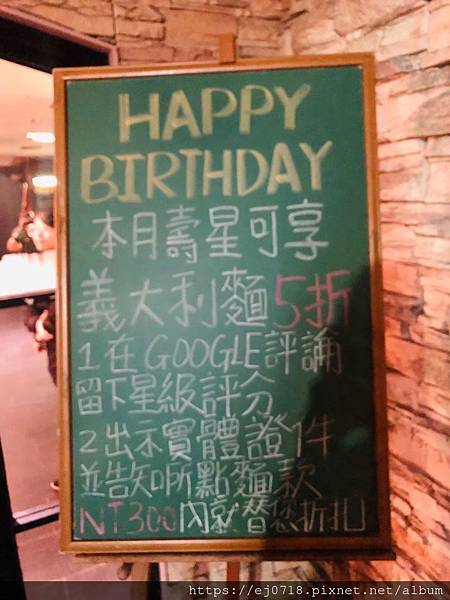 HAPPY
BIRTHDAY
本月壽星可享
義大利麵5折
1在GOOGLE評論
留下星級評分
2出示實體證件
並告知所點麵款
NT300內就替您折扣
https://ej0718.pixnet.net/album